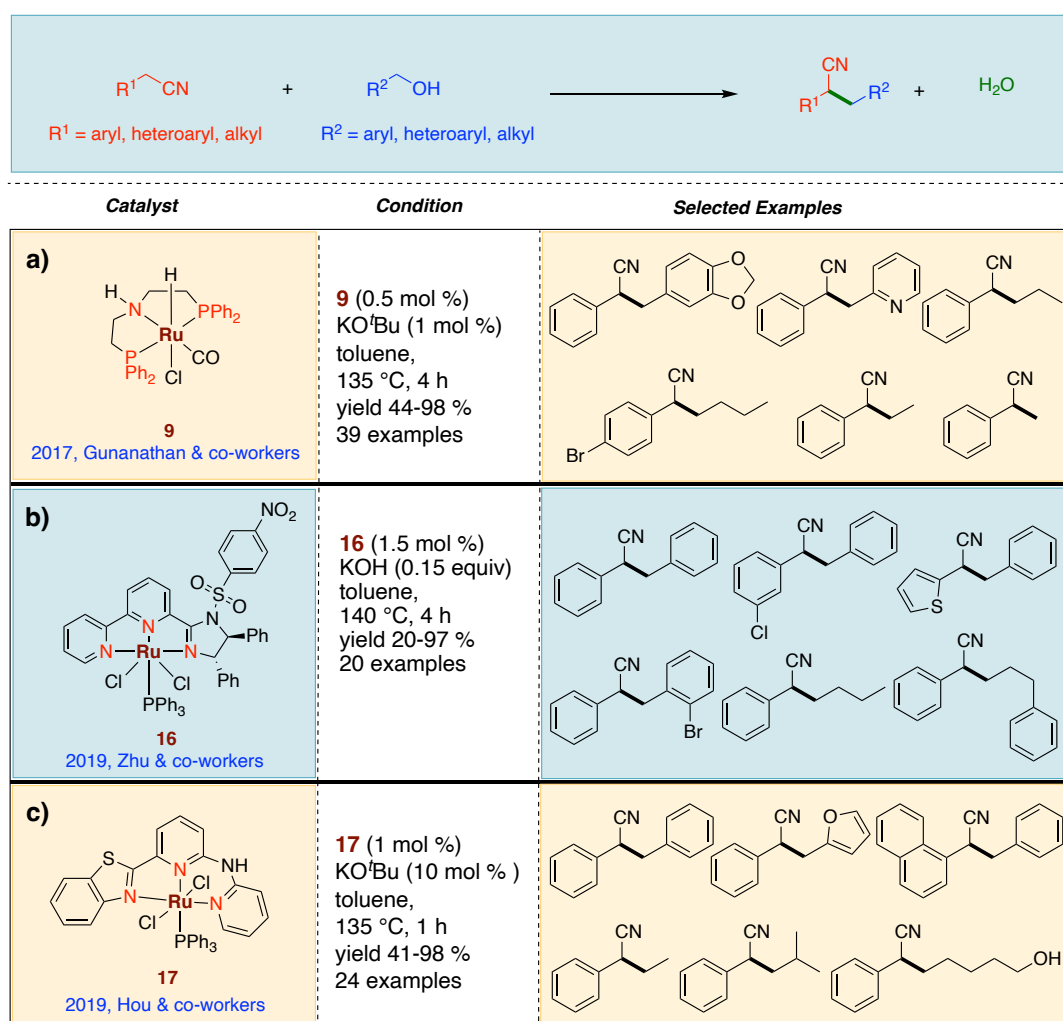 R¹ CN + R² OH CN R¹ R² + H₂O
R¹ = aryl, heteroaryl, alkyl R² = aryl, heteroaryl, alkyl
Catalyst Condition Selected Examples
a)
H
H N PPh₂
Ru
P Ph₂ CO
Cl
9
2017, Gunanathan & co-workers
9 (0.5 mol %)
KOᵗBu (1 mol %)
toluene,
135 °C, 4 h
yield 44-98 %
39 examples
CN O O
CN N
CN
CN Br
CN
CN
b)
NO₂
O S O
N N Ph
N Ru N
Cl Cl Ph
PPh₃
16
2019, Zhu & co-workers
16 (1.5 mol %)
KOH (0.15 equiv)
toluene,
140 °C, 4 h
yield 20-97 %
20 examples
CN
CN Cl
CN S
CN Br
CN
CN
c)
S N NH
N Ru N
Cl Cl
PPh₃
17
2019, Hou & co-workers
17 (1 mol %)
KOᵗBu (10 mol % )
toluene,
135 °C, 1 h
yield 41-98 %
24 examples
CN
CN O
CN
CN
CN
CN OH